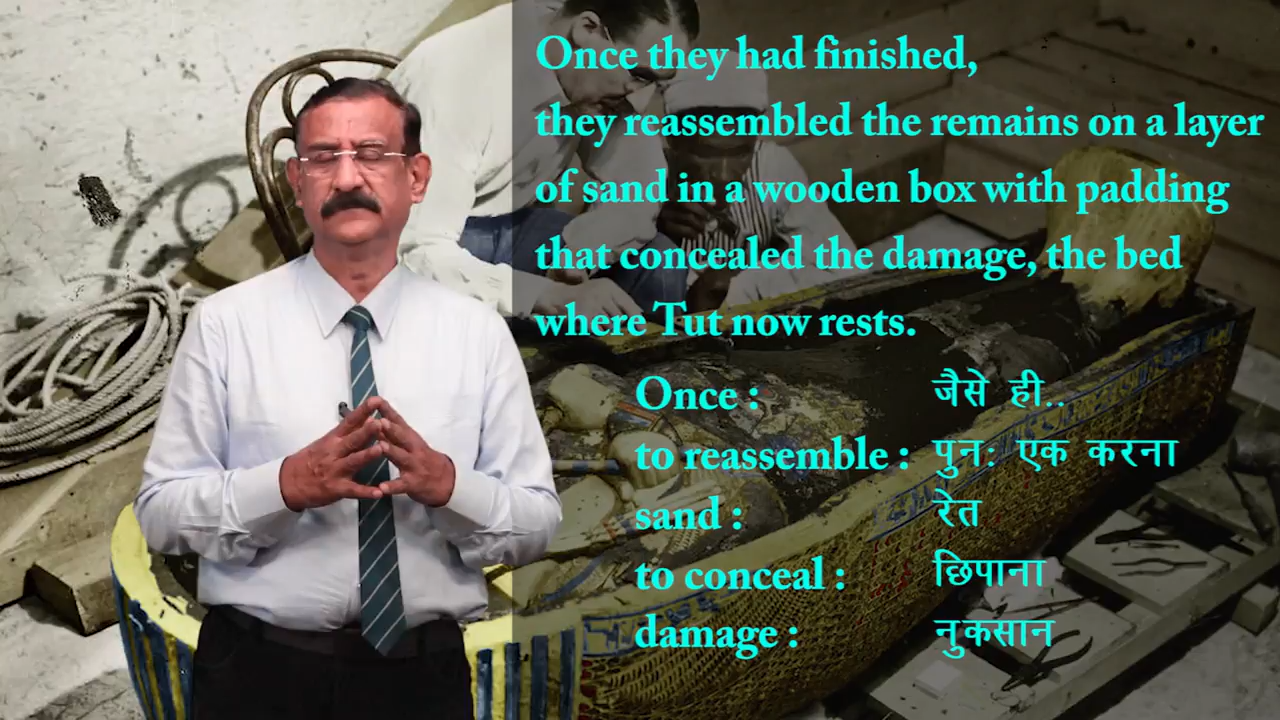 Once they had finished,
they reassembled the remains on a layer
of sand in a wooden box with padding
that concealed the damage, the bed
where Tut now rests.
Once : जैसे ही..
to reassemble : पुनः एक करना
sand : रेत
to conceal : छिपाना
damage : नुकसान